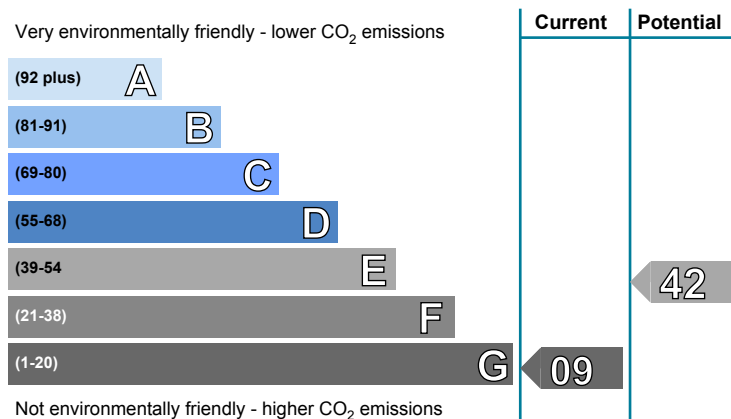 Very environmentally friendly - lower CO₂ emissions
Current Potential
(92 plus) A
(81-91) B
(69-80) C
(55-68) D
(39-54 E
42
(21-38) F
(1-20) G
09
Not environmentally friendly - higher CO₂ emissions